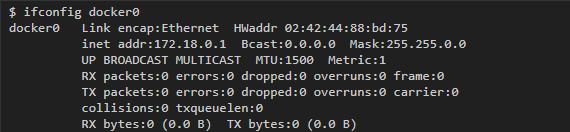 $ ifconfig docker0
docker0   Link encap:Ethernet  HWaddr 02:42:44:88:bd:75
          inet addr:172.18.0.1  Bcast:0.0.0.0  Mask:255.255.0.0
          UP BROADCAST MULTICAST  MTU:1500  Metric:1
          RX packets:0 errors:0 dropped:0 overruns:0 frame:0
          TX packets:0 errors:0 dropped:0 overruns:0 carrier:0
          collisions:0 txqueuelen:0
          RX bytes:0 (0.0 B)  TX bytes:0 (0.0 B)